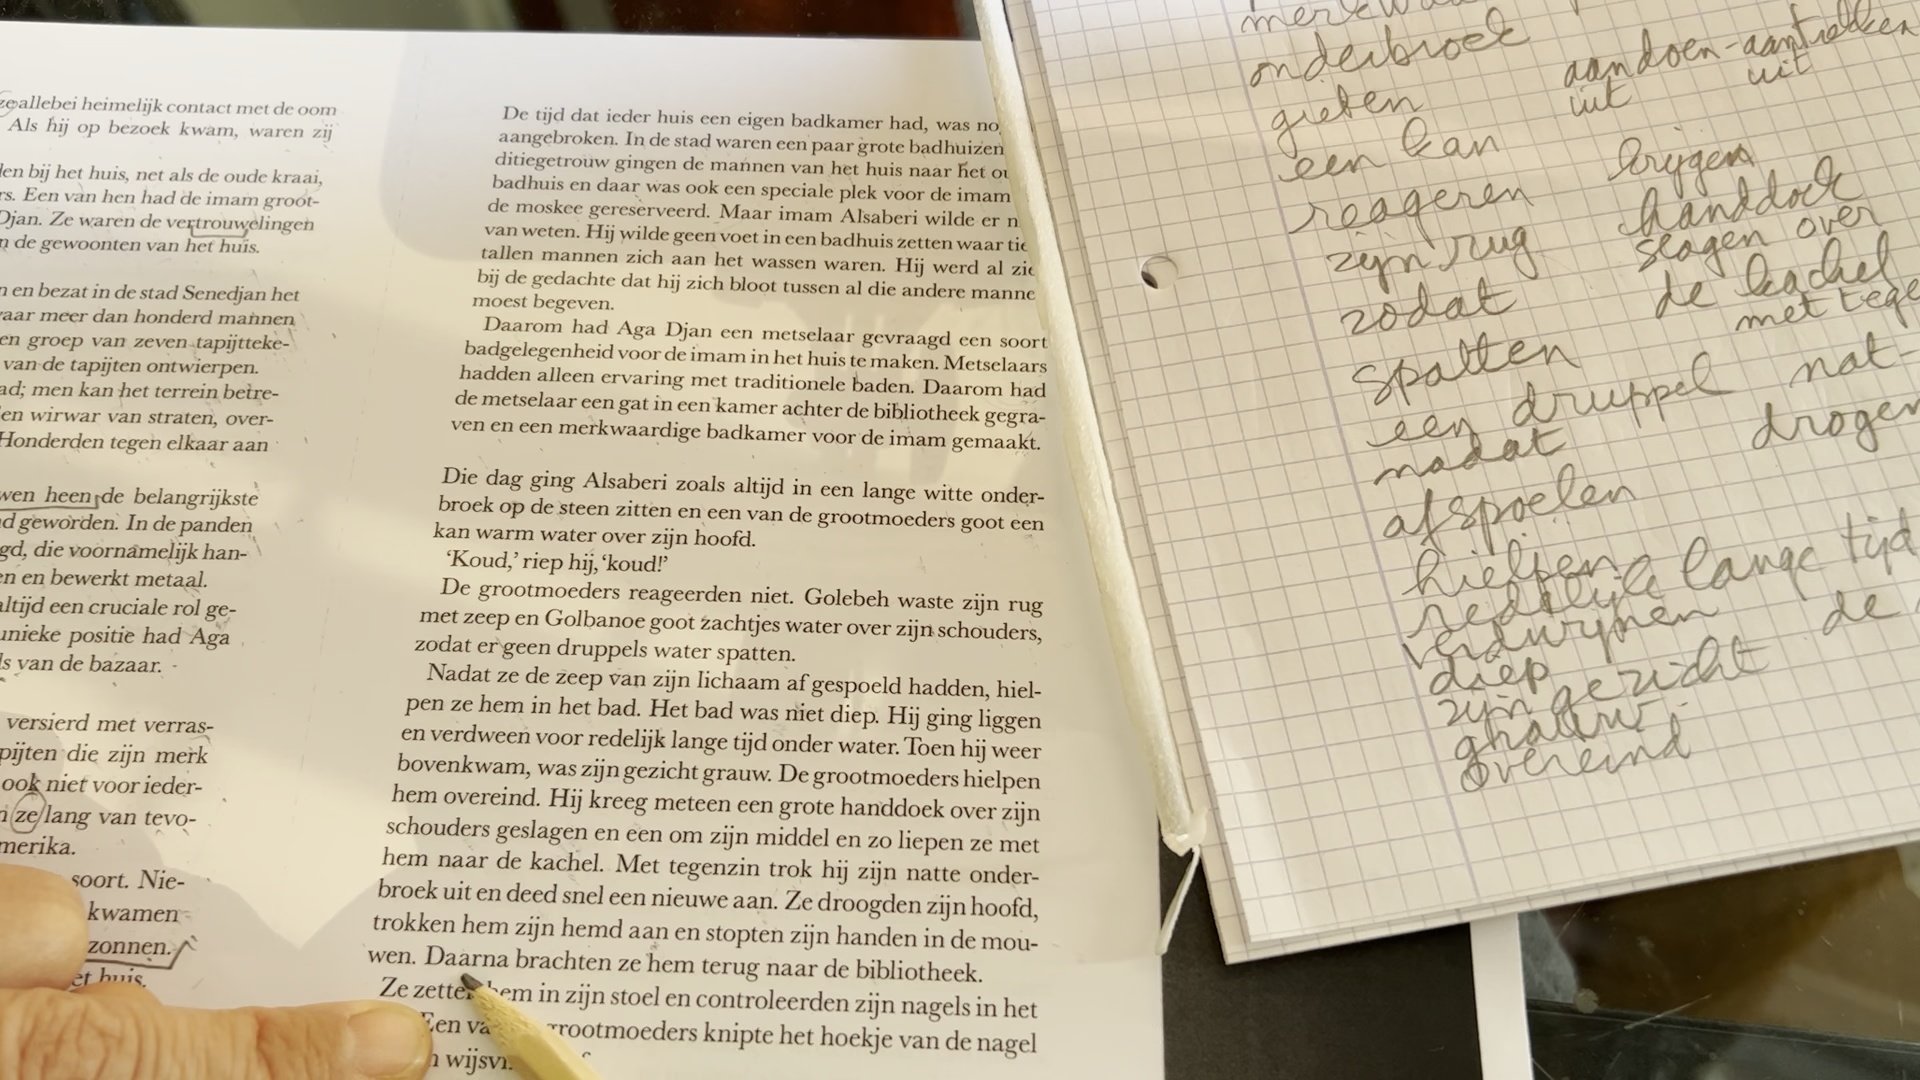 ze allebei heimelijk contact met de oom
Als hij op bezoek kwam, waren zij
den bij het huis, net als de oude kraai,
rs. Een van hen had de imam groot-
Djan. Ze waren de vertrouwelingen
n de gewoonten van het huis.
n en bezat in de stad Senedjan het
aar meer dan honderd mannen
en groep van zeven tapijtteke-
van de tapijten ontwierpen.
ad; men kan het terrein betre-
en wirwar van straten, over-
Honderden tegen elkaar aan
wen heen, de belangrijkste
d geworden. In de panden
gd, die voornamelijk han-
en en bewerkt metaal.
altijd een cruciale rol ge-
unieke positie had Aga
ls van de bazaar.
versierd met verras-
pijten die zijn merk
ook niet voor ieder-
n ze lang van tevo-
merika.
soort. Nie-
kwamen
zonnen.
et huis.
De tijd dat ieder huis een eigen badkamer had, was no
aangebroken. In de stad waren een paar grote badhuizen
ditiegetrouw gingen de mannen van het huis naar het ou
badhuis en daar was ook een speciale plek voor de imam
de moskee gereserveerd. Maar imam Alsaberi wilde er n
van weten. Hij wilde geen voet in een badhuis zetten waar tie
tallen mannen zich aan het wassen waren. Hij werd al zie
bij de gedachte dat hij zich bloot tussen al die andere manne
moest begeven.
Daarom had Aga Djan een metselaar gevraagd een soort
badgelegenheid voor de imam in het huis te maken. Metselaars
hadden alleen ervaring met traditionele baden. Daarom had
de metselaar een gat in een kamer achter de bibliotheek gegra-
ven en een merkwaardige badkamer voor de imam gemaakt.
Die dag ging Alsaberi zoals altijd in een lange witte onder-
broek op de steen zitten en een van de grootmoeders goot een
kan warm water over zijn hoofd.
‘Koud,’ riep hij, ‘koud!’
De grootmoeders reageerden niet. Golebeh waste zijn rug
met zeep en Golbanoe goot zachtjes water over zijn schouders,
zodat er geen druppels water spatten.
Nadat ze de zeep van zijn lichaam afgespoeld hadden, hiel-
pen ze hem in het bad. Het bad was niet diep. Hij ging liggen
en verdween voor redelijk lange tijd onder water. Toen hij weer
bovenkwam, was zijn gezicht grauw. De grootmoeders hielpen
hem overeind. Hij kreeg meteen een grote handdoek over zijn
schouders geslagen en een om zijn middel en zo liepen ze met
hem naar de kachel. Met tegenzin trok hij zijn natte onder-
broek uit en deed snel een nieuwe aan. Ze droogden zijn hoofd,
trokken hem zijn hemd aan en stopten zijn handen in de mou-
wen. Daarna brachten ze hem terug naar de bibliotheek.
Ze zette hem in zijn stoel en controleerden zijn nagels in het
Een va grootmoeders knipte het hoekje van de nagel
n wijsvi
onderbroek
gieten
een kan
reageren
zijn rug
zodat
spatten
een druppel
nadat
afspoelen
hielpen
redelijk lange tijd
verdwijnen
diep
zijn gezicht
grauw
overeind
aandoen - aantrekken
uit uit
krijgen
handdoek
slagen over
de kachel
met tege
nat-
drogen
de